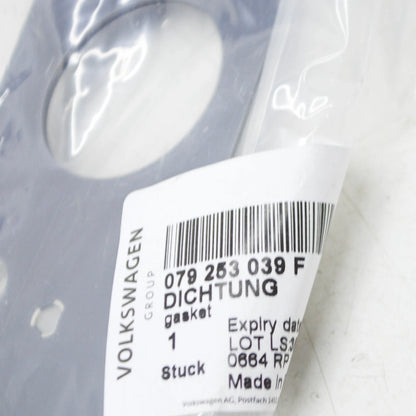 VOLKSWAGEN
GROUP
079 253 039 F
DICHTUNG
gasket
1
Stuck
Expiry dat
LOT LS:
0664 RP
Made in
Volkswagen AG, Postfach